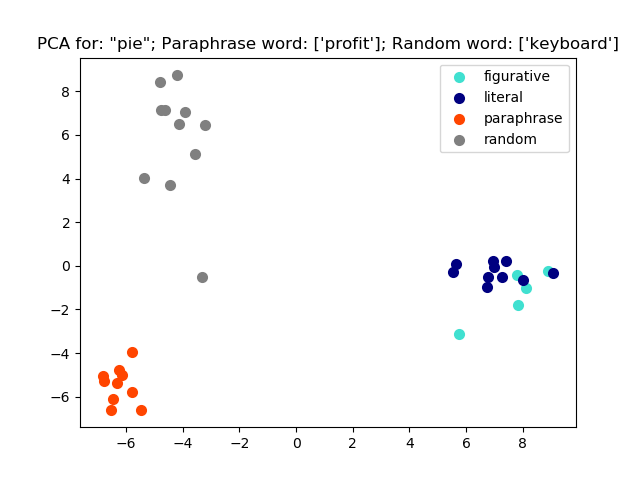 PCA for: "pie"; Paraphrase word: ['profit']; Random word: ['keyboard']
figurative
literal
paraphrase
random
8
6
4
2
0
−2
−4
−6
−6 −4 −2 0 2 4 6 8